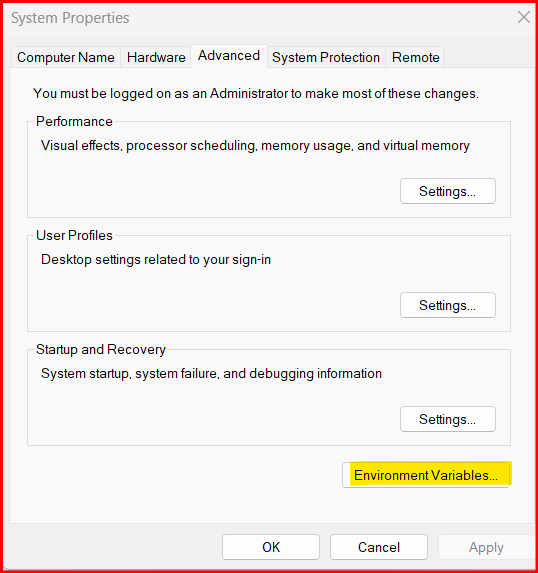 System Properties
Computer Name Hardware Advanced System Protection Remote
You must be logged on as an Administrator to make most of these changes.
Performance
Visual effects, processor scheduling, memory usage, and virtual memory
Settings...
User Profiles
Desktop settings related to your sign-in
Settings...
Startup and Recovery
System startup, system failure, and debugging information
Settings...
Environment Variables...
OK Cancel Apply